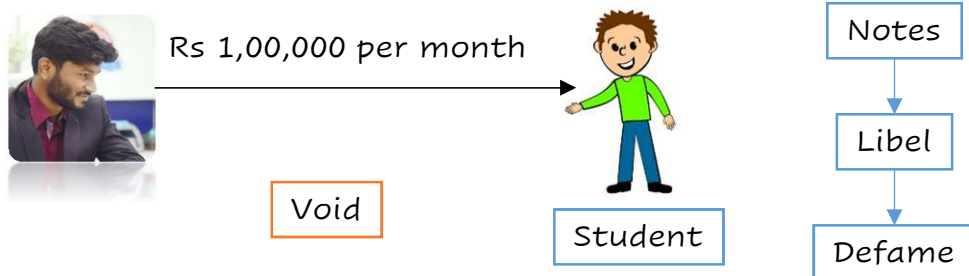 Rs 1,00,000 per month
Void
Student
Notes
Libel
Defame